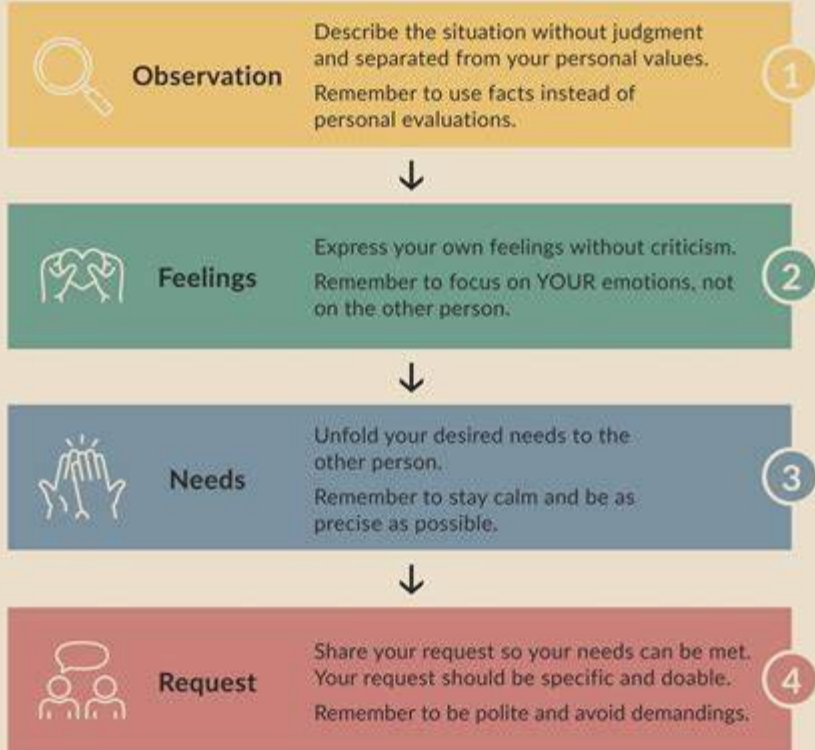 Observation
Describe the situation without judgment
and separated from your personal values.
Remember to use facts instead of
personal evaluations.
1
Feelings
Express your own feelings without criticism.
Remember to focus on YOUR emotions, not
on the other person.
2
Needs
Unfold your desired needs to the
other person.
Remember to stay calm and be as
precise as possible.
3
Request
Share your request so your needs can be met.
Your request should be specific and doable.
Remember to be polite and avoid demandings.
4